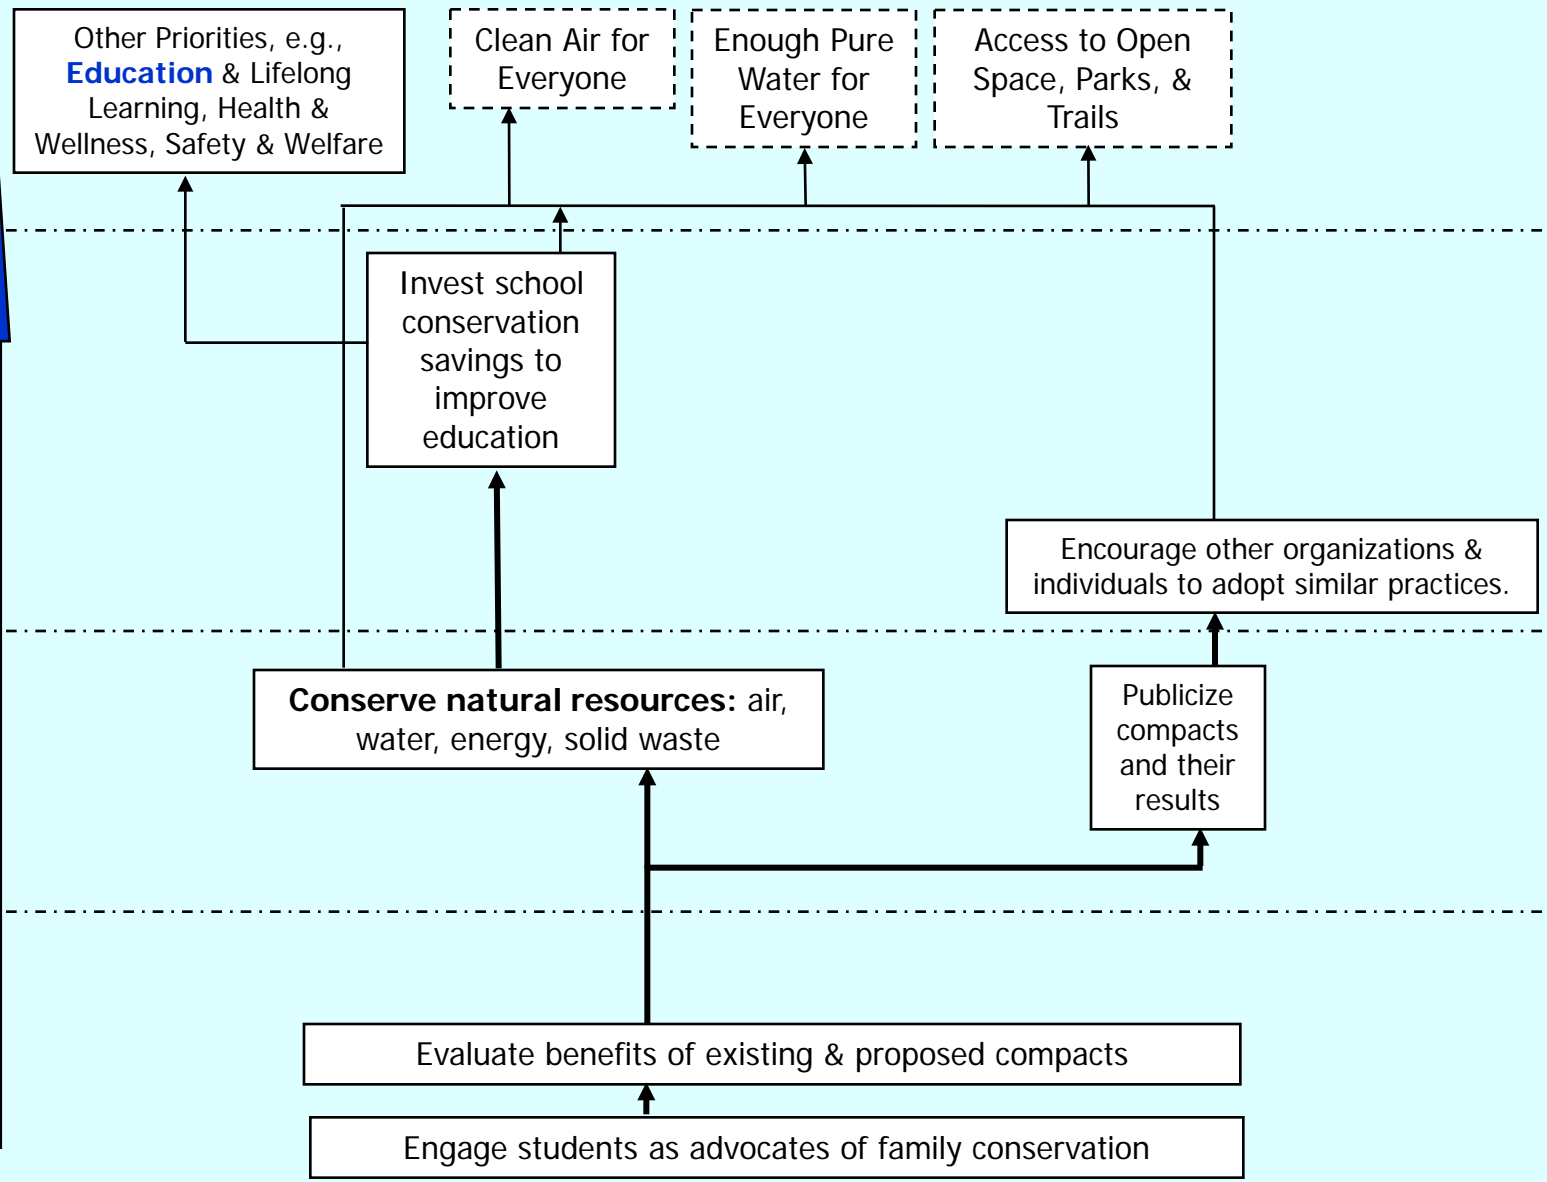 Other Priorities, e.g.,
Education & Lifelong
Learning, Health &
Wellness, Safety & Welfare
Clean Air for
Everyone
Enough Pure
Water for
Everyone
Access to Open
Space, Parks, &
Trails
Invest school
conservation
savings to
improve
education
Encourage other organizations &
individuals to adopt similar practices.
Conserve natural resources: air,
water, energy, solid waste
Publicize
compacts
and their
results
Evaluate benefits of existing & proposed compacts
Engage students as advocates of family conservation